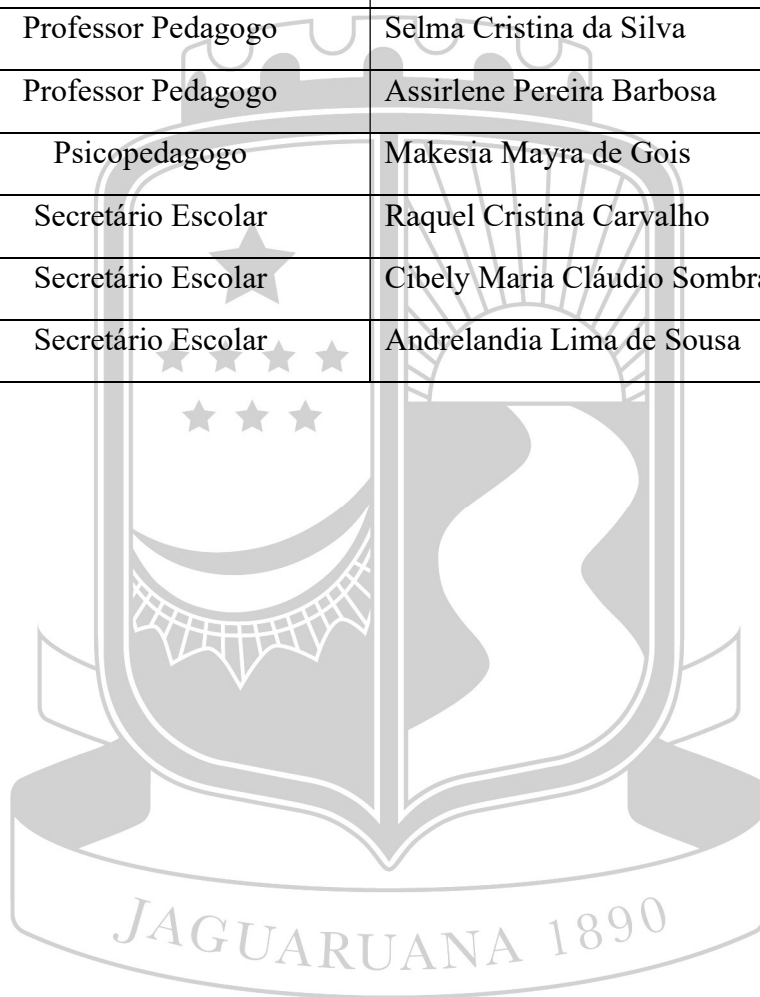 Professor Pedagogo Selma Cristina da Silva
Professor Pedagogo Assirlene Pereira Barbosa
Psicopedagogo Makesia Mayra de Gois
Secretário Escolar Raquel Cristina Carvalho
Secretário Escolar Cibely Maria Cláudio Sombra
Secretário Escolar Andrelandia Lima de Sousa
JAGUARUANA 1890